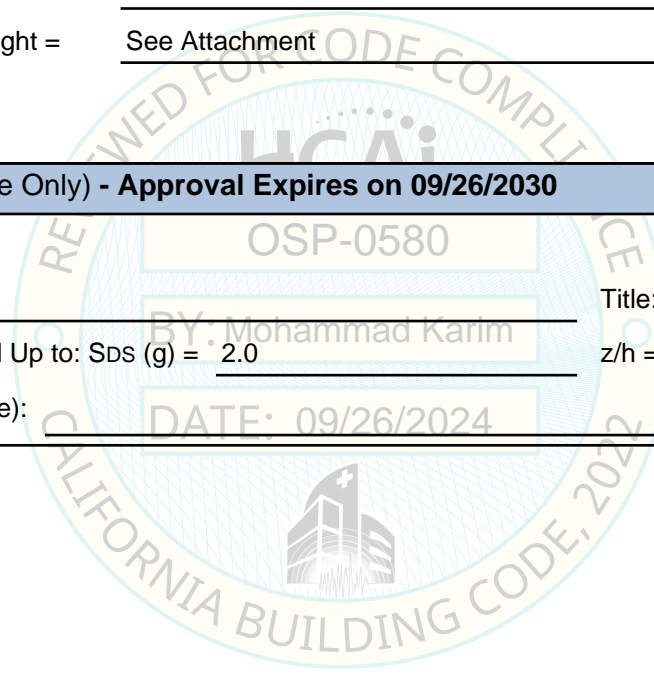 ght = See Attachment
REVIEWED FOR CODE COMPLIANCE
HCAi
e Only) - Approval Expires on 09/26/2030
OSP-0580
Title:
BY: Mohammad Karim
l Up to: SDS (g) = 2.0 z/h =
e):
DATE: 09/26/2024
CALIFORNIA BUILDING CODE, 2022